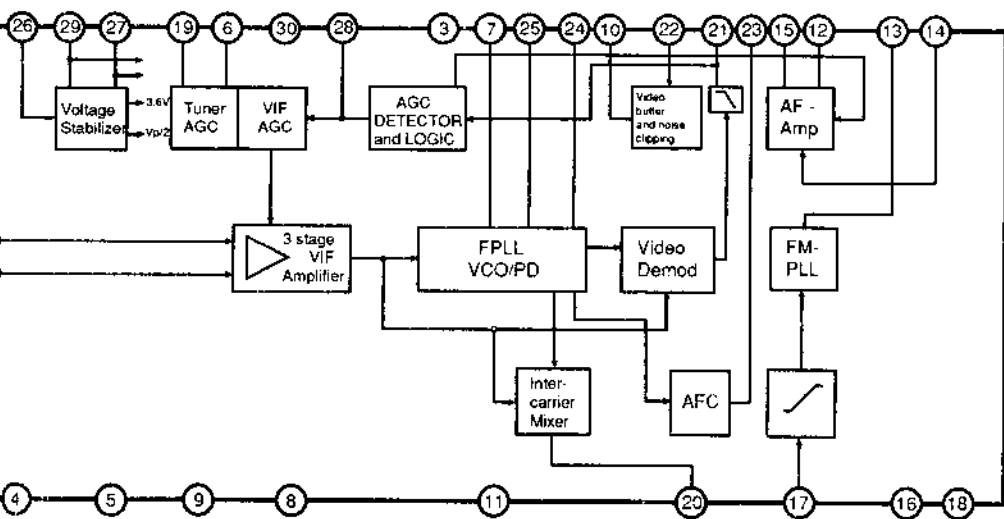 26 29 27 19 6 30 28 3 7 25 24 10 22 21 23 15 12 13 14
Voltage
Stabilizer
3.6V
Vp/2
Tuner
AGC
VIF
AGC
AGC
DETECTOR
and LOGIC
Video
buffer
and noise
clipping
AF-
Amp
3 stage
VIF
Amplifier
FPLL
VCO/PD
Video
Demod
FM-
PLL
Inter-
carrier
Mixer
AFC
4 5 9 8 11 20 17 16 18